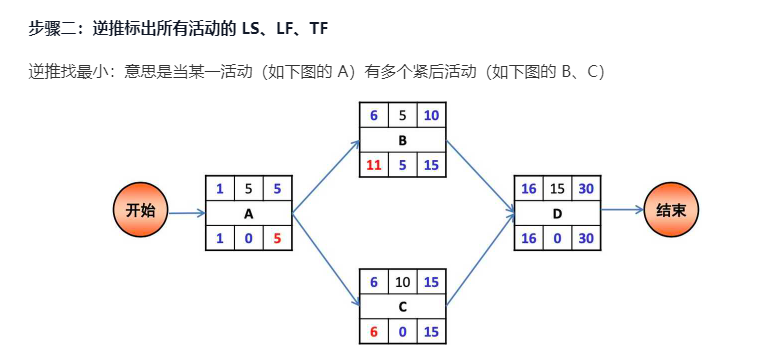 步骤二：逆推标出所有活动的 LS、LF、TF
逆推找最小：意思是当某一活动（如下图的 A）有多个紧后活动（如下图的 B、C）
6 5 10
B
11 5 15
开始
1 5 5
A
1 0 5
16 15 30
D
16 0 30
结束
6 10 15
C
6 0 15